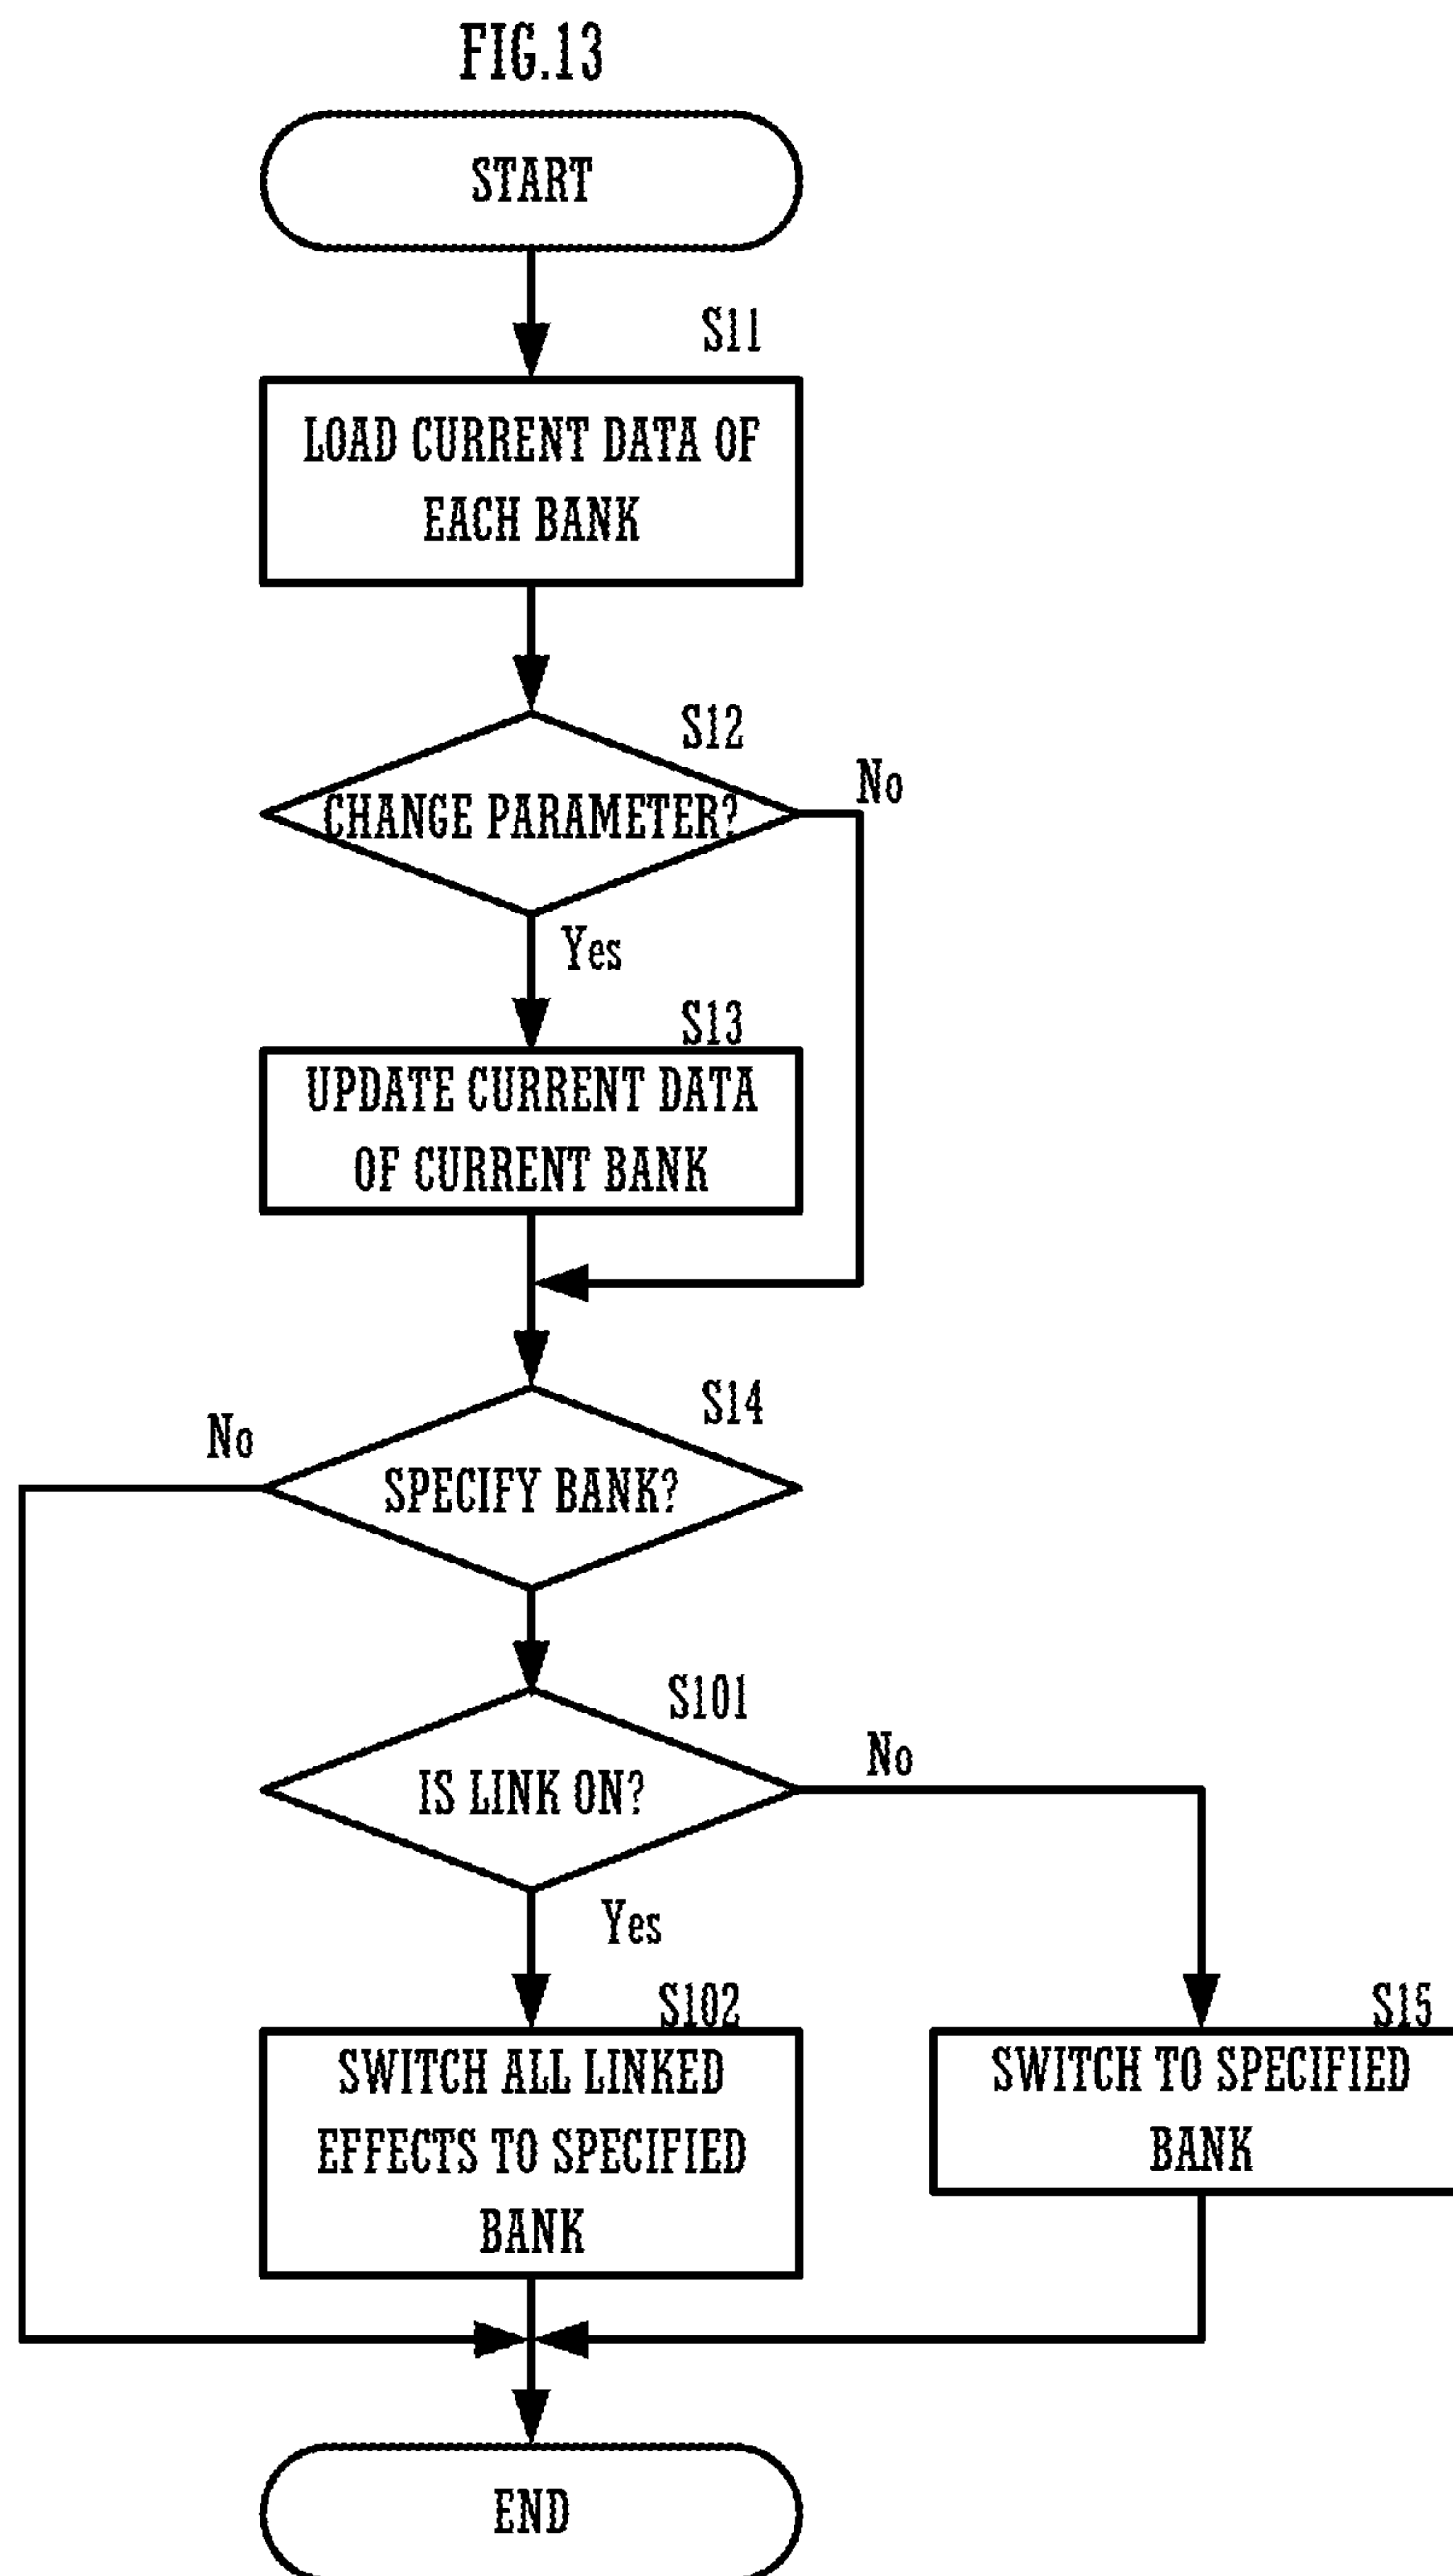 FIG.13
START
S11
LOAD CURRENT DATA OF
EACH BANK
S12
No
CHANGE PARAMETER?
Yes
S13
UPDATE CURRENT DATA
OF CURRENT BANK
S14
No
SPECIFY BANK?
S101
No
IS LINK ON?
Yes
S102
SWITCH ALL LINKED
EFFECTS TO SPECIFIED
BANK
S15
SWITCH TO SPECIFIED
BANK
END